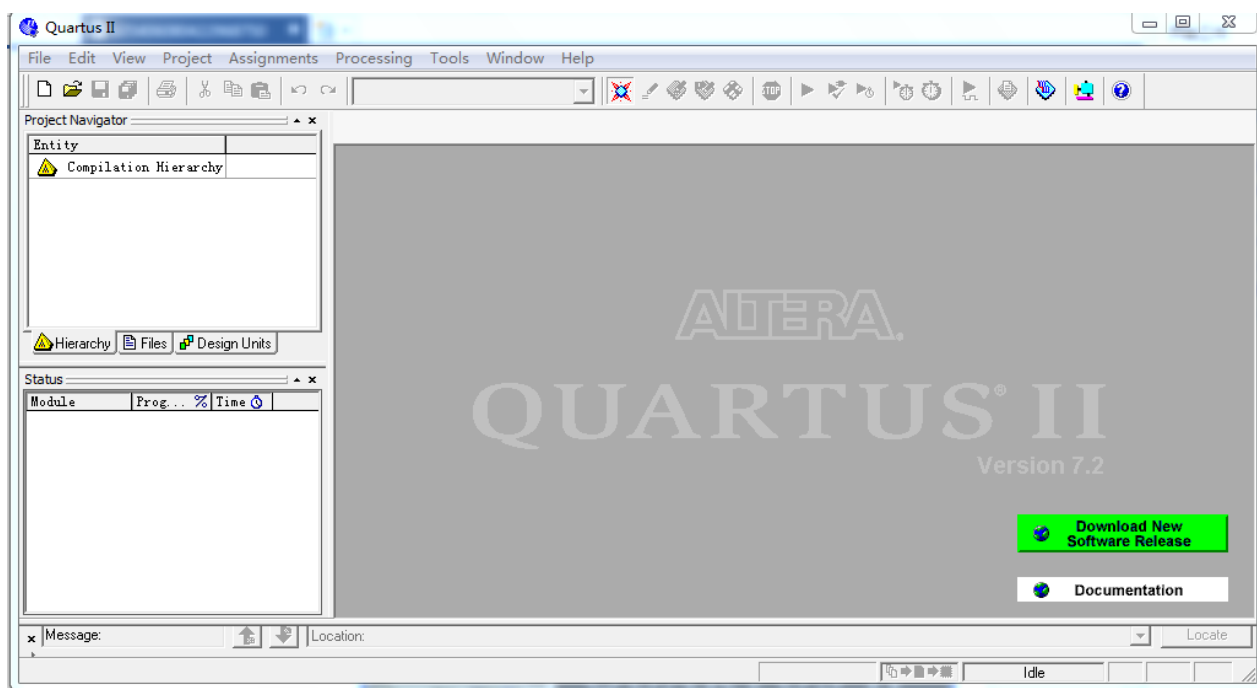 Quartus II
File Edit View Project Assignments Processing Tools Window Help
STOP
Project Navigator
Entity
Compilation Hierarchy
Hierarchy Files Design Units
Status
Module Prog... % Time
ALTERA.
QUARTUS® II
Version 7.2
Download New
Software Release
Documentation
Message:
Location:
Locate
Idle